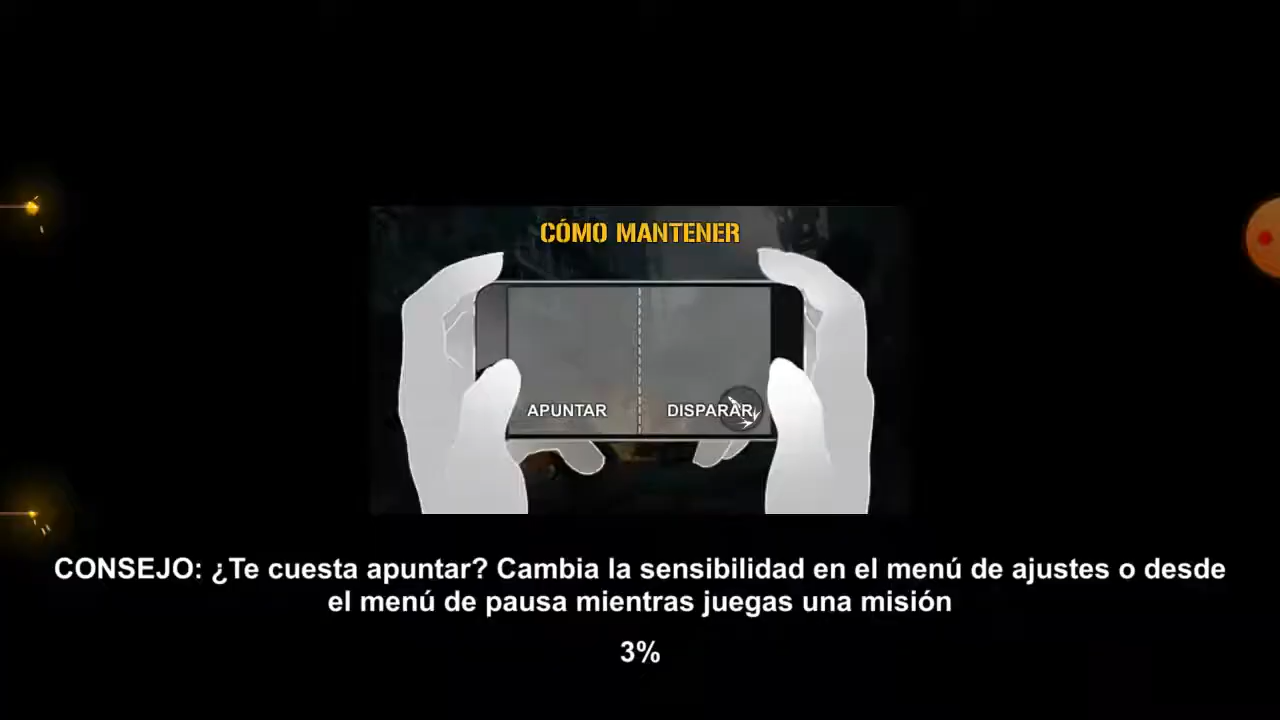 CÓMO MANTENER
APUNTAR
DISPARAR
CONSEJO: ¿Te cuesta apuntar? Cambia la sensibilidad en el menú de ajustes o desde
el menú de pausa mientras juegas una misión
3%